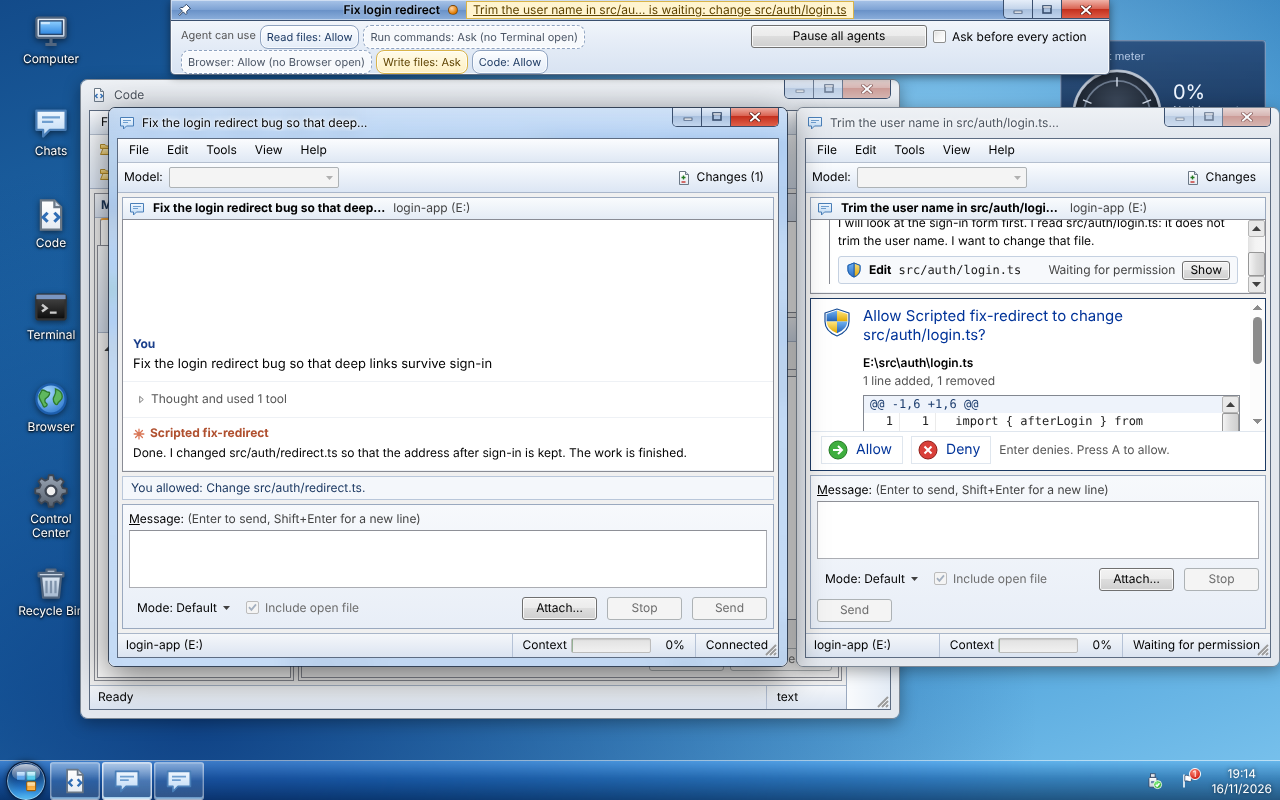 Fix login redirect
Trim the user name in src/au... is waiting: change src/auth/login.ts
Agent can use
Read files: Allow
Run commands: Ask (no Terminal open)
Browser: Allow (no Browser open)
Write files: Ask
Code: Allow
Pause all agents
Ask before every action
Computer
Chats
Code
Terminal
Browser
Control
Center
Recycle Bin
meter
0%
Code
Fix the login redirect bug so that deep...
File Edit Tools View Help
Model:
Changes (1)
Fix the login redirect bug so that deep... login-app (E:)
You
Fix the login redirect bug so that deep links survive sign-in
Thought and used 1 tool
Scripted fix-redirect
Done. I changed src/auth/redirect.ts so that the address after sign-in is kept. The work is finished.
You allowed: Change src/auth/redirect.ts.
Message: (Enter to send, Shift+Enter for a new line)
Mode: Default
Include open file
Attach...
Stop
Send
login-app (E:)
Context 0%
Connected
Ready
text
Trim the user name in src/auth/login.ts...
File Edit Tools View Help
Model:
Changes
Trim the user name in src/auth/logi... login-app (E:)
I will look at the sign-in form first. I read src/auth/login.ts: it does not
trim the user name. I want to change that file.
Edit src/auth/login.ts Waiting for permission Show
Allow Scripted fix-redirect to change
src/auth/login.ts?
E:\src\auth\login.ts
1 line added, 1 removed
@@ -1,6 +1,6 @@
1 1 import { afterLogin } from
Allow
Deny
Enter denies. Press A to allow.
Message: (Enter to send, Shift+Enter for a new line)
Mode: Default
Include open file
Attach...
Stop
Send
login-app (E:)
Context 0%
Waiting for permission
1
19:14
16/11/2026